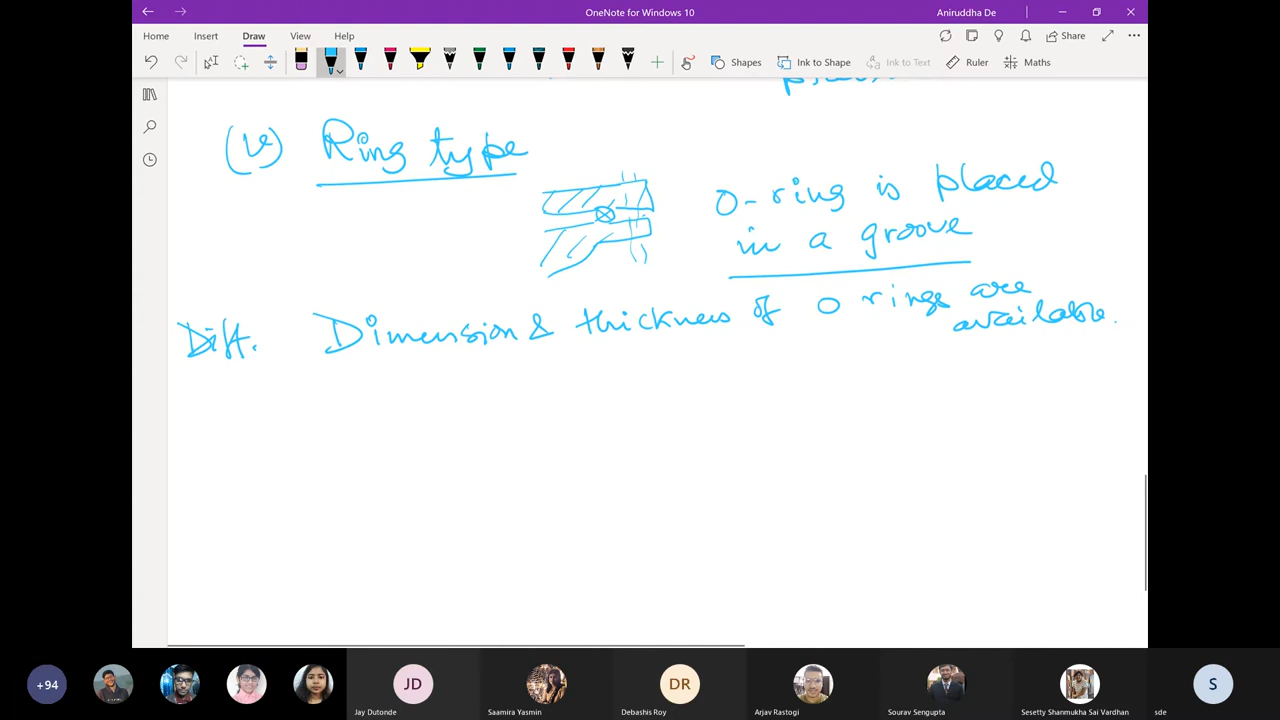 OneNote for Windows 10
Aniruddha De
Home Insert Draw View Help
Share
Shapes Ink to Shape Ink to Text Ruler Maths
(v) Ring type
O-ring is placed
in a groove
Diff. Dimension & thickness of O rings are
available.
+94 JD DR S
Jay Dutonde Saamira Yasmin Debashis Roy Arjav Rastogi Sourav Sengupta Sesetty Shanmukha Sai Vardhan sde